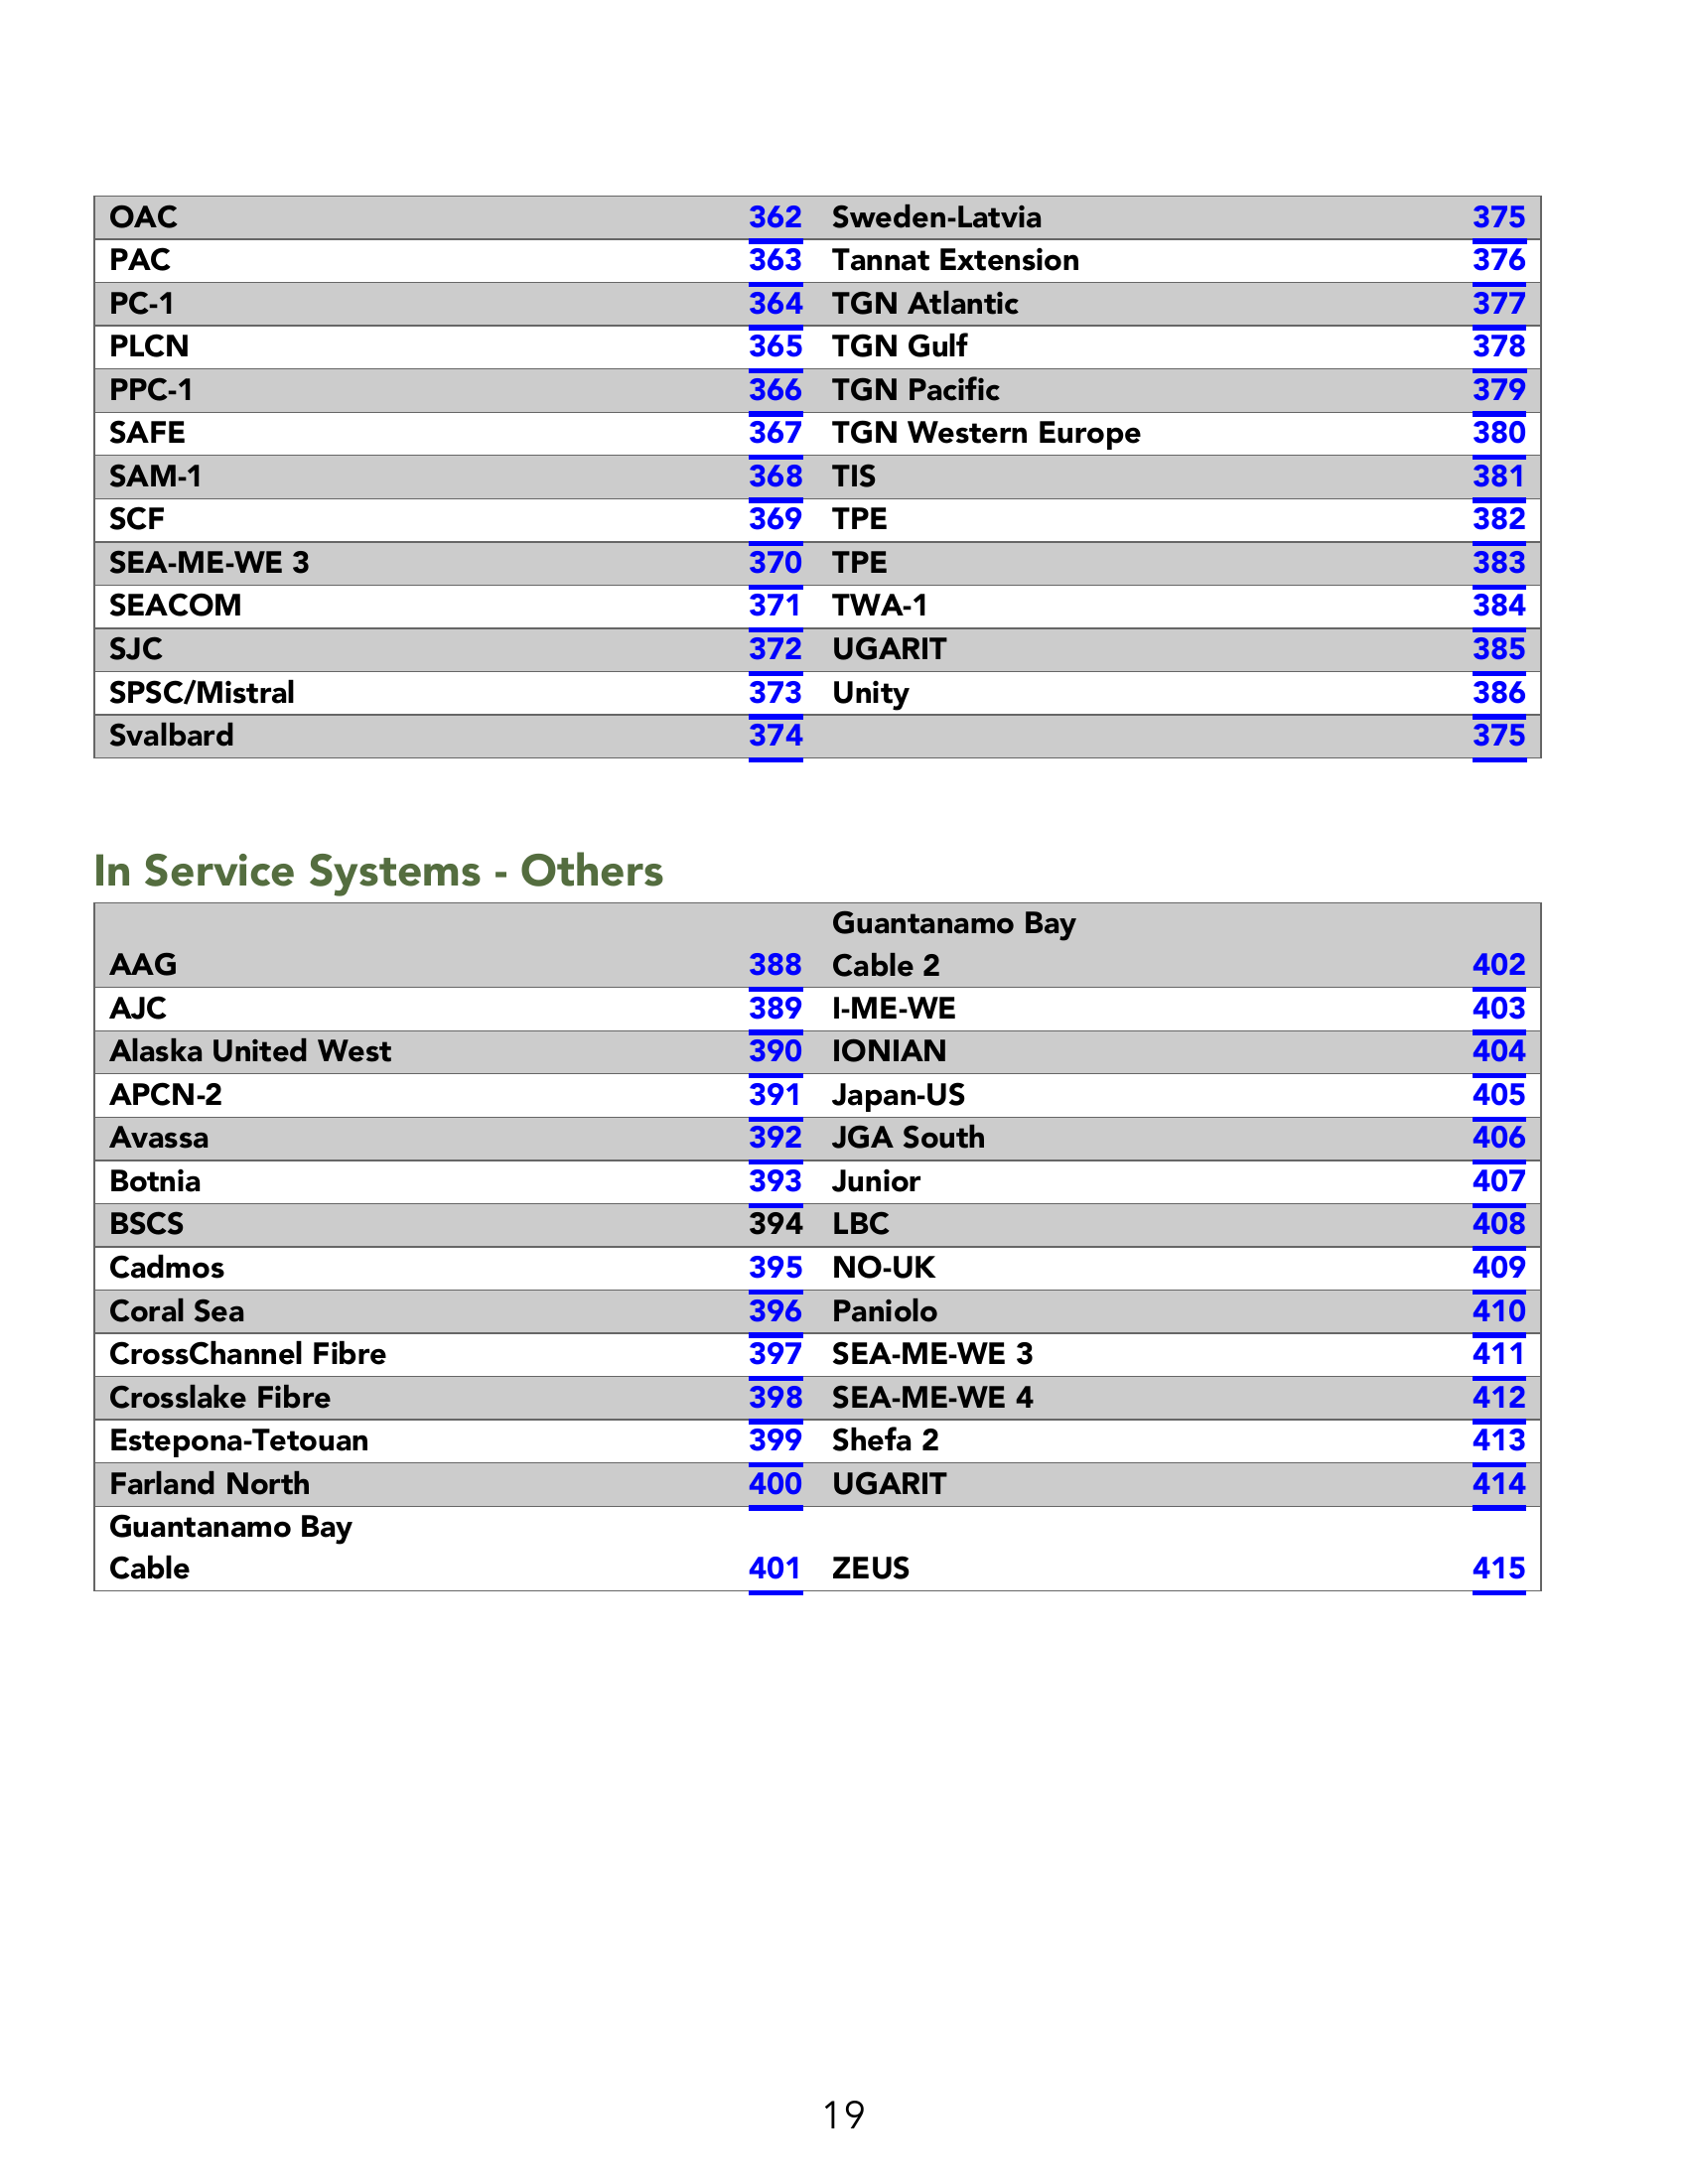 OAC 362 Sweden-Latvia 375
PAC 363 Tannat Extension 376
PC-1 364 TGN Atlantic 377
PLCN 365 TGN Gulf 378
PPC-1 366 TGN Pacific 379
SAFE 367 TGN Western Europe 380
SAM-1 368 TIS 381
SCF 369 TPE 382
SEA-ME-WE 3 370 TPE 383
SEACOM 371 TWA-1 384
SJC 372 UGARIT 385
SPSC/Mistral 373 Unity 386
Svalbard 374 375
In Service Systems - Others
Guantanamo Bay
AAG 388 Cable 2 402
AJC 389 I-ME-WE 403
Alaska United West 390 IONIAN 404
APCN-2 391 Japan-US 405
Avassa 392 JGA South 406
Botnia 393 Junior 407
BSCS 394 LBC 408
Cadmos 395 NO-UK 409
Coral Sea 396 Paniolo 410
CrossChannel Fibre 397 SEA-ME-WE 3 411
Crosslake Fibre 398 SEA-ME-WE 4 412
Estepona-Tetouan 399 Shefa 2 413
Farland North 400 UGARIT 414
Guantanamo Bay
Cable 401 ZEUS 415
19